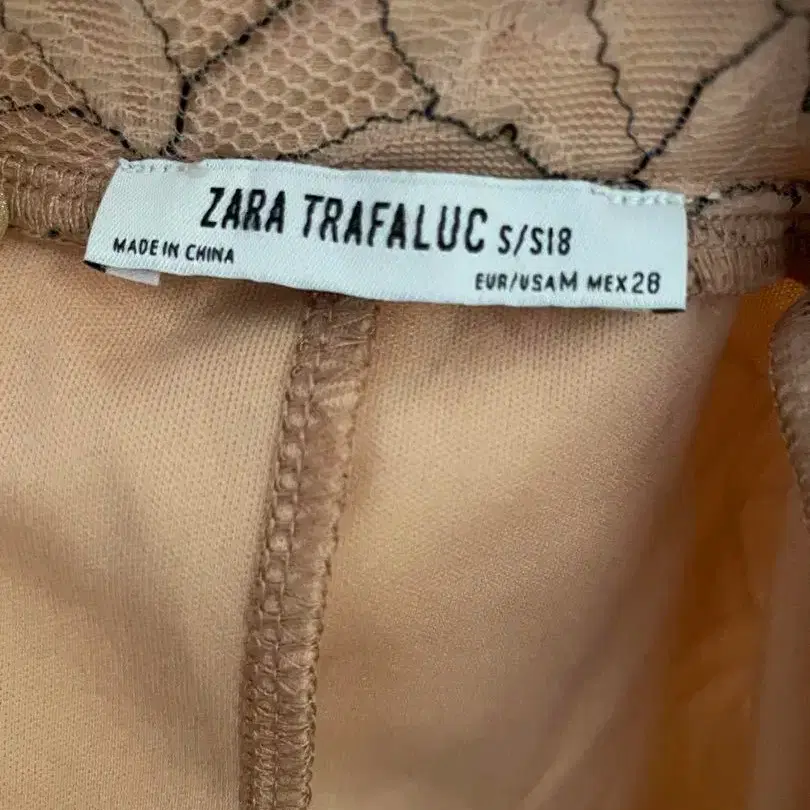 ZARA TRAFALUC S/S18
MADE IN CHINA
EUR/USA M MEX 28